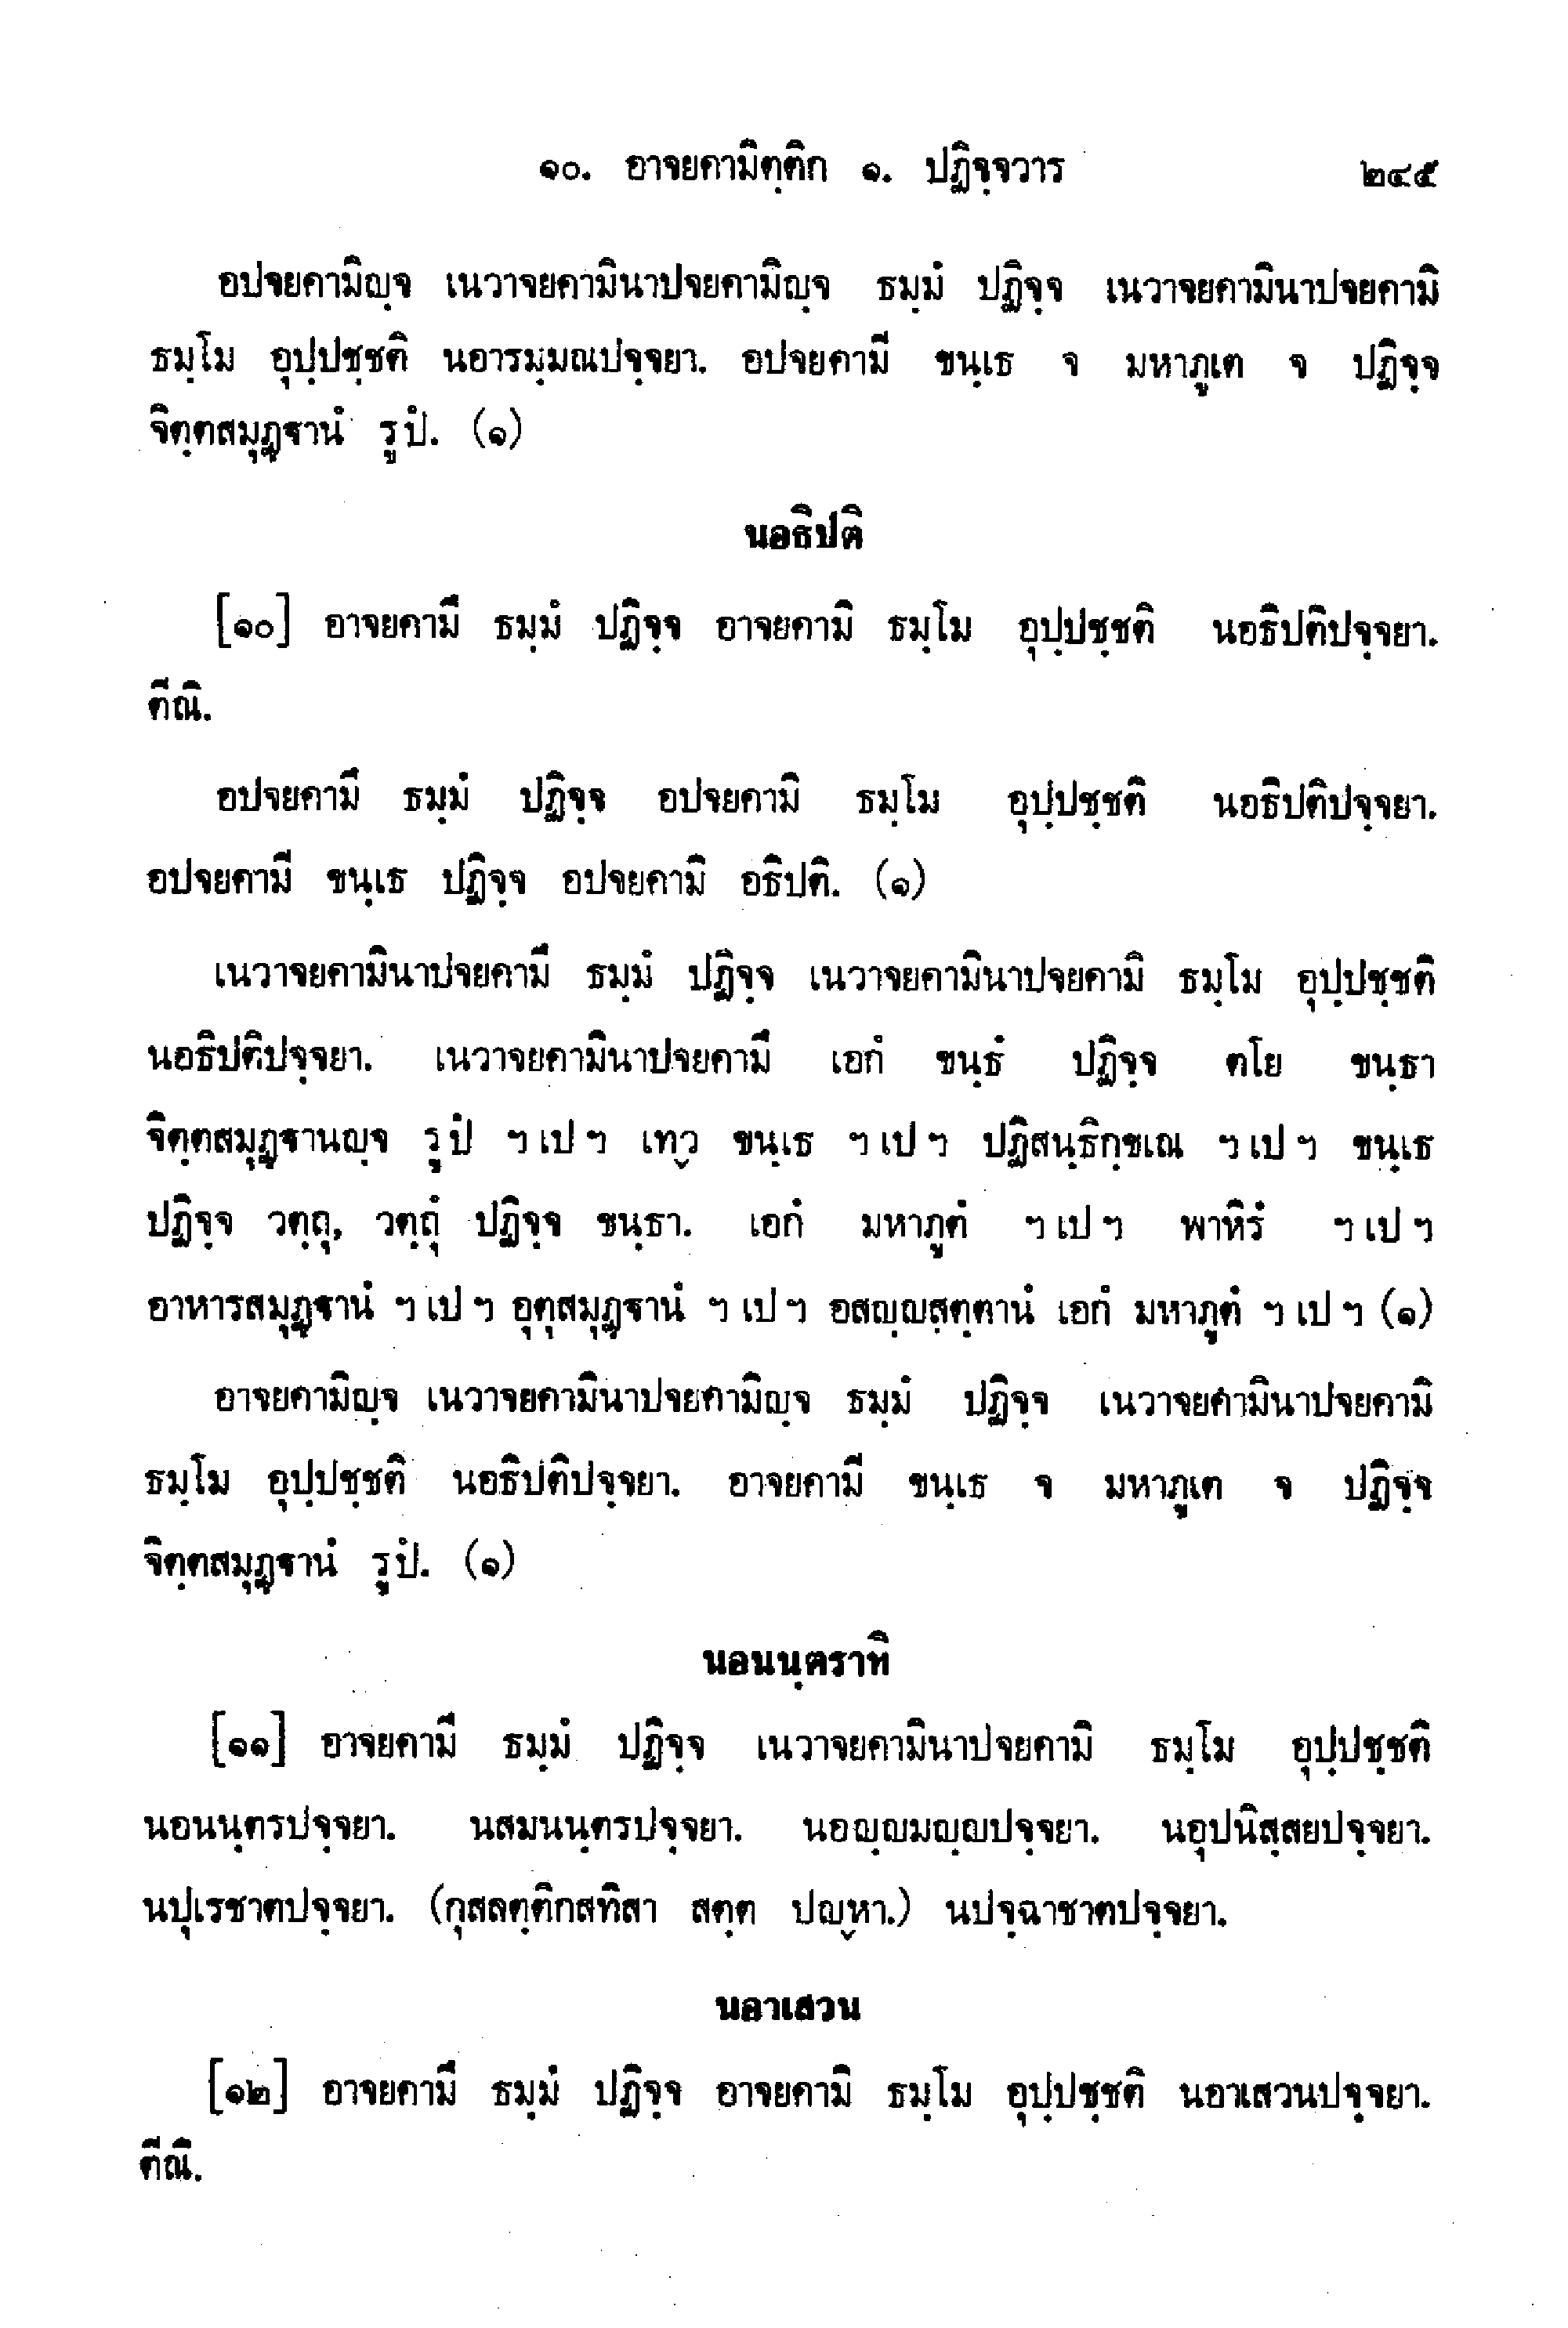 ๑๐. อาจยคามิตฺติก ๑. ปฏิจฺจวาร ๒๔๕
อปจยคามิญฺจ เนวาจยคามินาปจยคามิญฺจ ธมฺมํ ปฏิจฺจ เนวาจยคามินาปจยคามิ
ธมฺโม อุปฺปชฺชติ นอารมฺมณปจฺจยา. อปจยคามี ขนฺเธ จ มหาภูเต จ ปฏิจฺจ
จิตฺตสมุฏฺฐานํ รูปํ. (๑)
นอธิปติ
[๑๐] อาจยคามึ ธมฺมํ ปฏิจฺจ อาจยคามิ ธมฺโม อุปฺปชฺชติ นอธิปติปจฺจยา.
ตีณิ.
อปจยคามึ ธมฺมํ ปฏิจฺจ อปจยคามิ ธมฺโม อุปฺปชฺชติ นอธิปติปจฺจยา.
อปจยคามี ขนฺเธ ปฏิจฺจ อปจยคามิ อธิปติ. (๑)
เนวาจยคามินาปจยคามึ ธมฺมํ ปฏิจฺจ เนวาจยคามินาปจยคามิ ธมฺโม อุปฺปชฺชติ
นอธิปติปจฺจยา. เนวาจยคามินาปจยคามึ เอกํ ขนฺธํ ปฏิจฺจ ตโย ขนฺธา
จิตฺตสมุฏฺฐานญฺจ รูปํ ฯ เป ฯ เทฺว ขนฺเธ ฯ เป ฯ ปฏิสนฺธิกฺขเณ ฯ เป ฯ ขนฺเธ
ปฏิจฺจ วตฺถุ, วตฺถุํ ปฏิจฺจ ขนฺธา. เอกํ มหาภูตํ ฯ เป ฯ พาหิรํ ฯ เป ฯ
อาหารสมุฏฺฐานํ ฯ เป ฯ อุตุสมุฏฺฐานํ ฯ เป ฯ อสญฺญสตฺตานํ เอกํ มหาภูตํ ฯ เป ฯ (๑)
อาจยคามิญฺจ เนวาจยคามินาปจยคามิญฺจ ธมฺมํ ปฏิจฺจ เนวาจยคามินาปจยคามิ
ธมฺโม อุปฺปชฺชติ นอธิปติปจฺจยา. อาจยคามี ขนฺเธ จ มหาภูเต จ ปฏิจฺจ
จิตฺตสมุฏฺฐานํ รูปํ. (๑)
นอนนฺตราทิ
[๑๑] อาจยคามึ ธมฺมํ ปฏิจฺจ เนวาจยคามินาปจยคามิ ธมฺโม อุปฺปชฺชติ
นอนนฺตรปจฺจยา. นสมนนฺตรปจฺจยา. นอญฺญมญฺญปจฺจยา. นอุปนิสฺสยปจฺจยา.
นปุเรชาตปจฺจยา. (กุสลตฺติกสทิสา สตฺต ปญฺหา.) นปจฺฉาชาตปจฺจยา.
นอาเสวน
[๑๒] อาจยคามึ ธมฺมํ ปฏิจฺจ อาจยคามิ ธมฺโม อุปฺปชฺชติ นอาเสวนปจฺจยา.
ตีณิ.